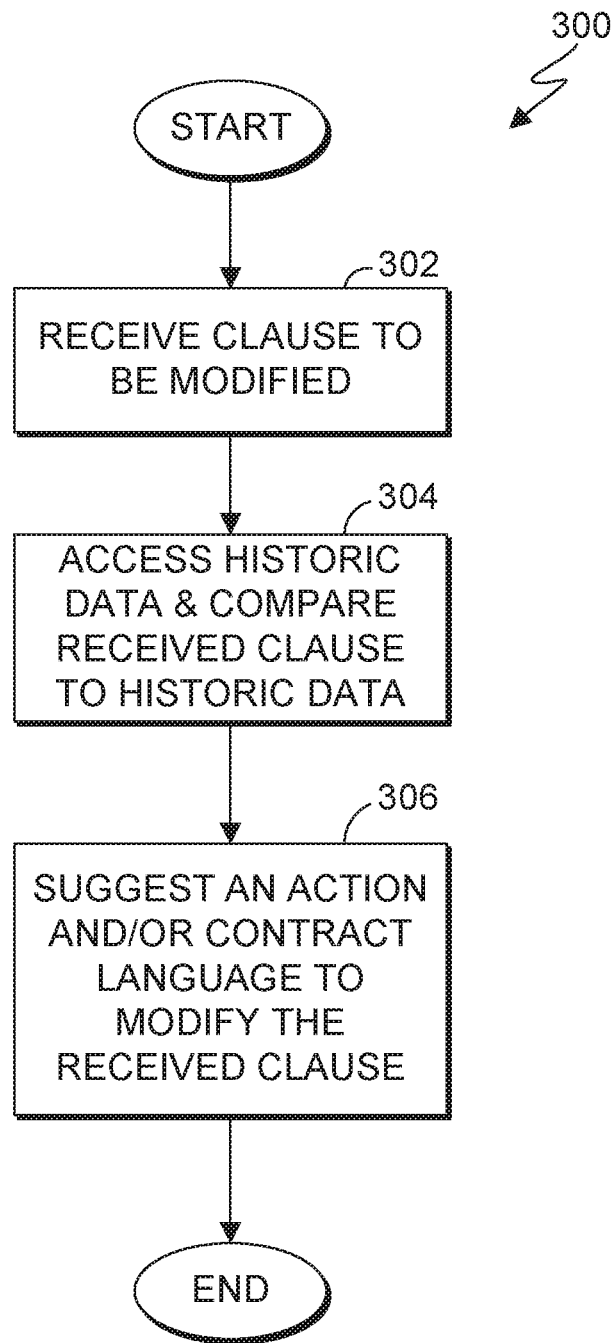 300
START
302
RECEIVE CLAUSE TO
BE MODIFIED
304
ACCESS HISTORIC
DATA & COMPARE
RECEIVED CLAUSE
TO HISTORIC DATA
306
SUGGEST AN ACTION
AND/OR CONTRACT
LANGUAGE TO
MODIFY THE
RECEIVED CLAUSE
END